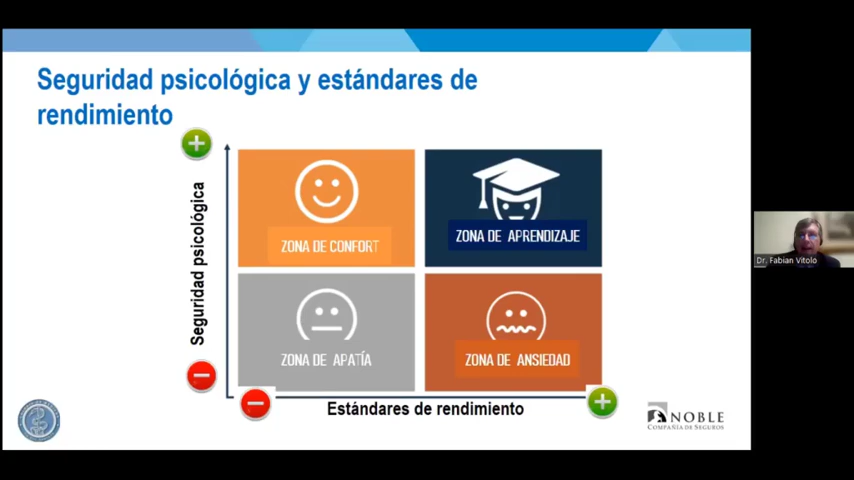 Seguridad psicológica y estándares de
rendimiento
Seguridad psicológica
ZONA DE CONFORT
ZONA DE APRENDIZAJE
ZONA DE APATÍA
ZONA DE ANSIEDAD
Estándares de rendimiento
NOBLE
COMPAÑÍA DE SEGUROS
Dr. Fabian Vitolo